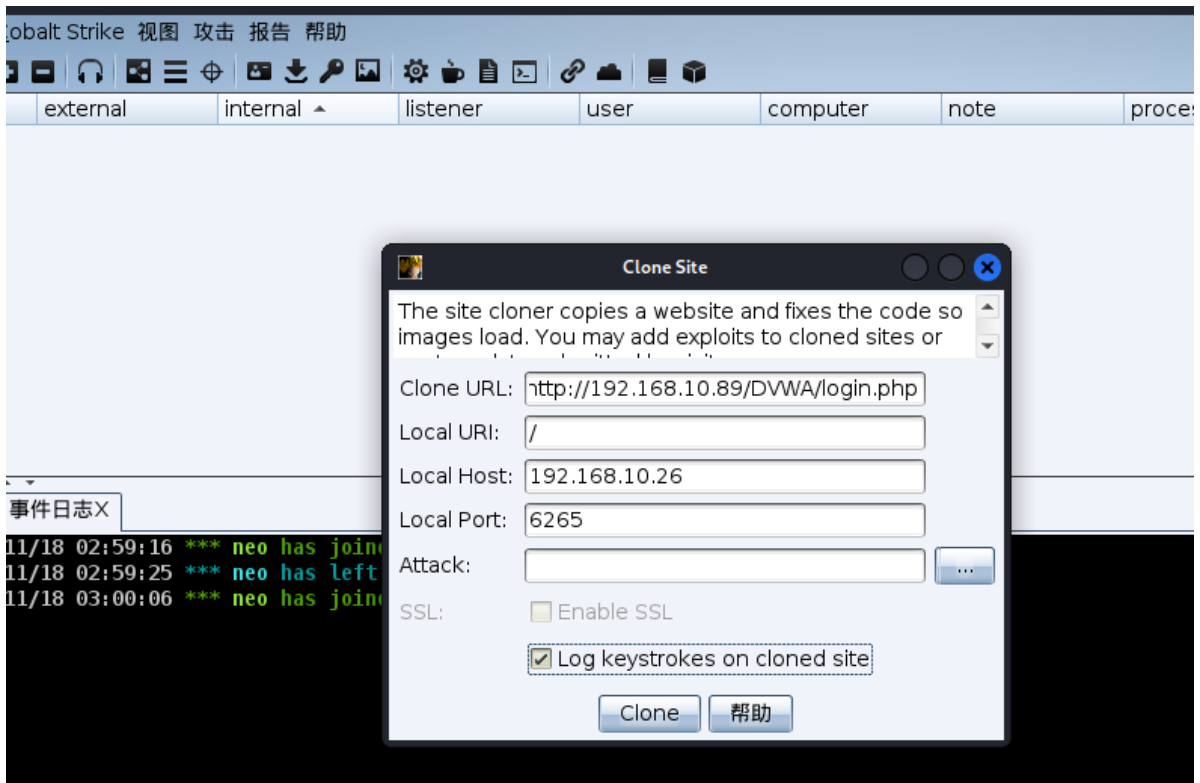 obalt Strike 视图 攻击 报告 帮助
external internal listener user computer note proces
Clone Site
The site cloner copies a website and fixes the code so
images load. You may add exploits to cloned sites or
Clone URL: http://192.168.10.89/DVWA/login.php
Local URI: /
Local Host: 192.168.10.26
Local Port: 6265
Attack: ...
SSL: Enable SSL
Log keystrokes on cloned site
Clone 帮助
事件日志X
11/18 02:59:16 *** neo has joine
11/18 02:59:25 *** neo has left
11/18 03:00:06 *** neo has joine